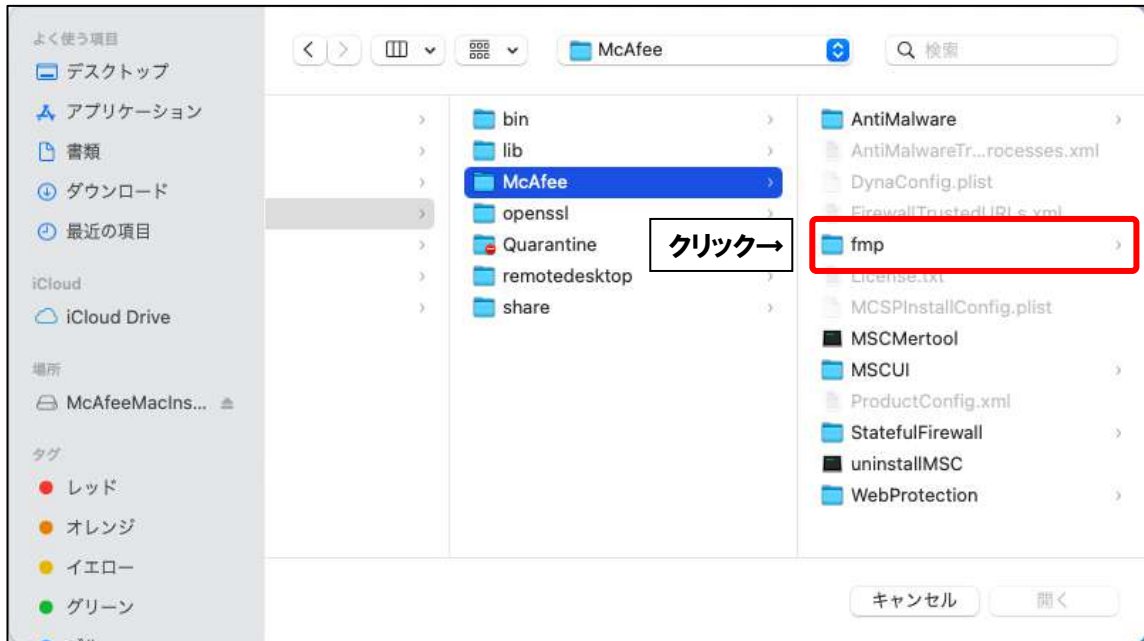 よく使う項目
デスクトップ
アプリケーション
書類
ダウンロード
最近の項目
iCloud
iCloud Drive
場所
McAfeeMacIns...
タグ
レッド
オレンジ
イエロー
グリーン
McAfee
検索
bin
lib
McAfee
openssl
Quarantine
remotedesktop
share
クリック→
AntiMalware
AntiMalwareTr...rocesses.xml
DynaConfig.plist
FirewallTrustedURLs.xml
fmp
License.txt
MCSPInstallConfig.plist
MSCMertool
MSCUI
ProductConfig.xml
StatefulFirewall
uninstallMSC
WebProtection
キャンセル
開く